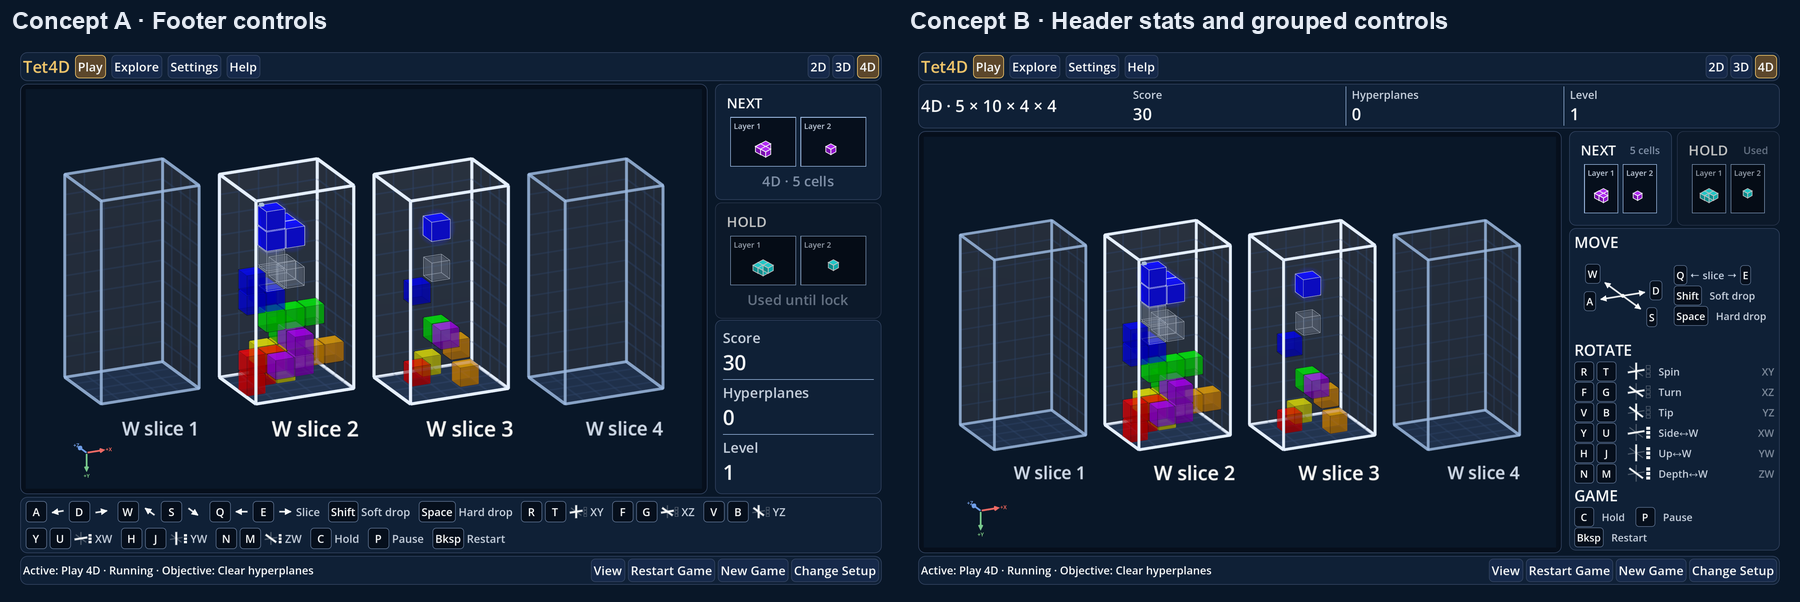 Concept A · Footer controls
Tet4D Play Explore Settings Help 2D 3D 4D
NEXT
Layer 1 Layer 2
4D · 5 cells
HOLD
Layer 1 Layer 2
Used until lock
Score
30
Hyperplanes
0
Level
1
W slice 1 W slice 2 W slice 3 W slice 4
+X
+Y
A ← D → W ↖ S ↘ Q ← E → Slice Shift Soft drop Space Hard drop R T XY F G XZ V B YZ
Y U XW H J YW N M ZW C Hold P Pause Bksp Restart
Active: Play 4D · Running · Objective: Clear hyperplanes View Restart Game New Game Change Setup
Concept B · Header stats and grouped controls
Tet4D Play Explore Settings Help 2D 3D 4D
4D · 5 × 10 × 4 × 4
Score
30
Hyperplanes
0
Level
1
NEXT 5 cells
Layer 1 Layer 2
HOLD Used
Layer 1 Layer 2
W slice 1 W slice 2 W slice 3 W slice 4
+X
+Y
MOVE
W A D S
Q ← slice → E
Shift Soft drop
Space Hard drop
ROTATE
R T Spin XY
F G Turn XZ
V B Tip YZ
Y U Side↔W XW
H J Up↔W YW
N M Depth↔W ZW
GAME
C Hold P Pause
Bksp Restart
Active: Play 4D · Running · Objective: Clear hyperplanes View Restart Game New Game Change Setup